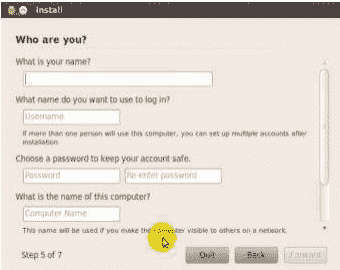 Install
Who are you?
What is your name?
What name do you want to use to log in?
Username
If more than one person will use this computer, you can set up multiple accounts after
installation.
Choose a password to keep your account safe.
Password Re-enter password
What is the name of this computer?
Computer Name
This name will be used if you make the computer visible to others on a network.
Step 5 of 7 Quit Back Forward